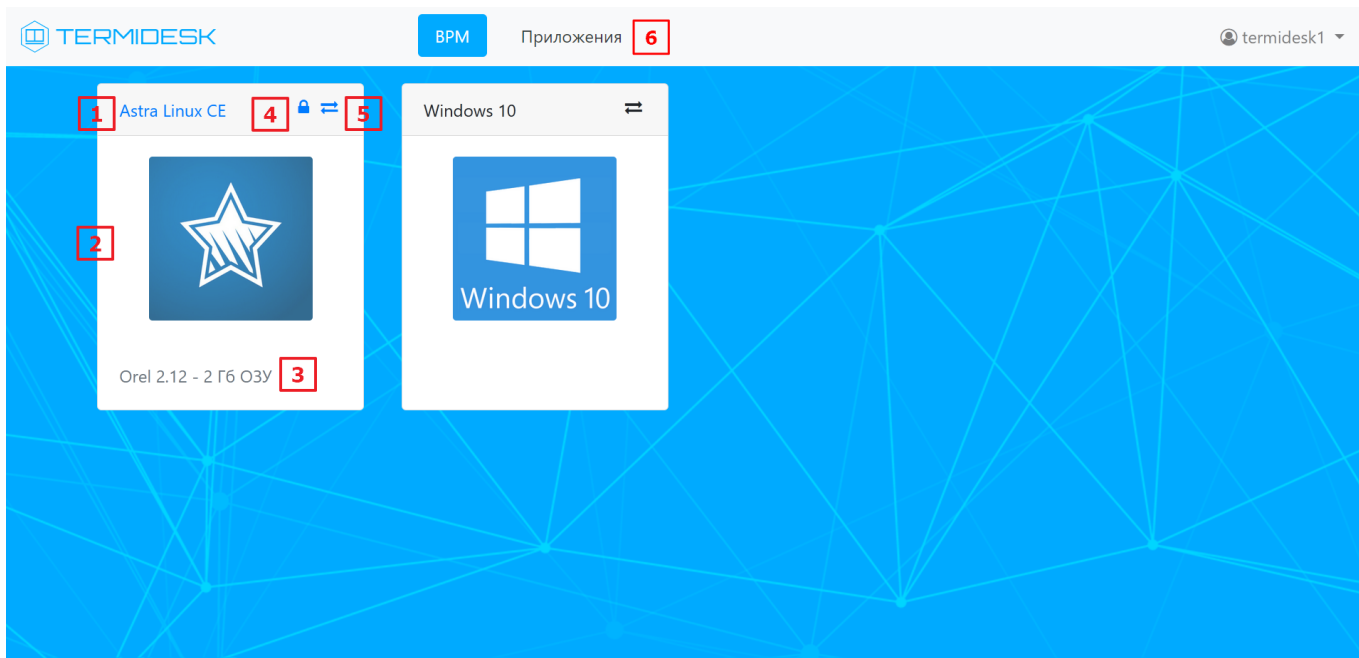 TERMIDESK
ВРМ Приложения 6 termidesk1
1 Astra Linux CE 4 5
Windows 10
2
Windows 10
Orel 2.12 - 2 Гб ОЗУ 3